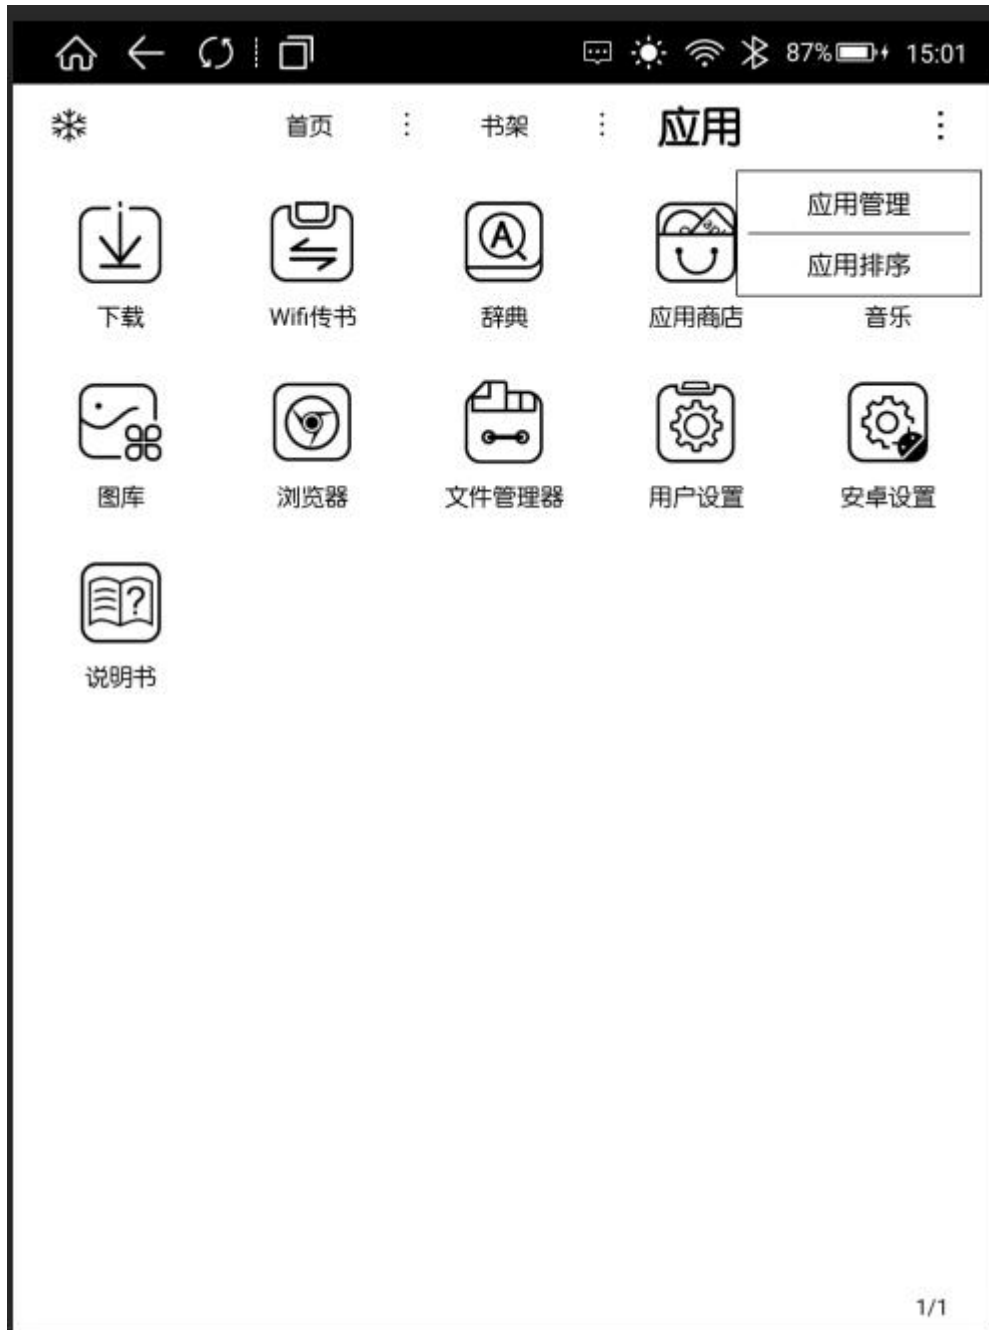 87% 15:01
首页 书架 应用
应用管理
应用排序
下载 Wifi传书 辞典 应用商店 音乐
图库 浏览器 文件管理器 用户设置 安卓设置
说明书
1/1